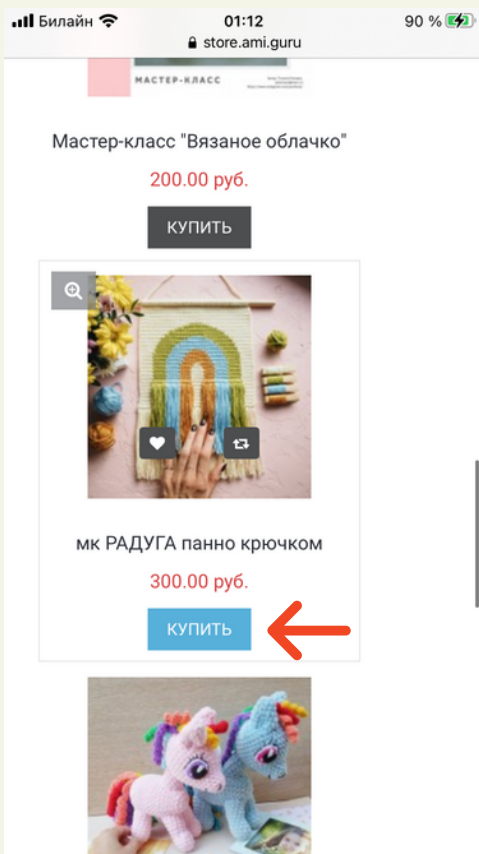 Билайн 01:12 90 %
store.ami.guru
МАСТЕР-КЛАСС
Мастер-класс "Вязаное облачко"
200.00 руб.
КУПИТЬ
мк РАДУГА панно крючком
300.00 руб.
КУПИТЬ